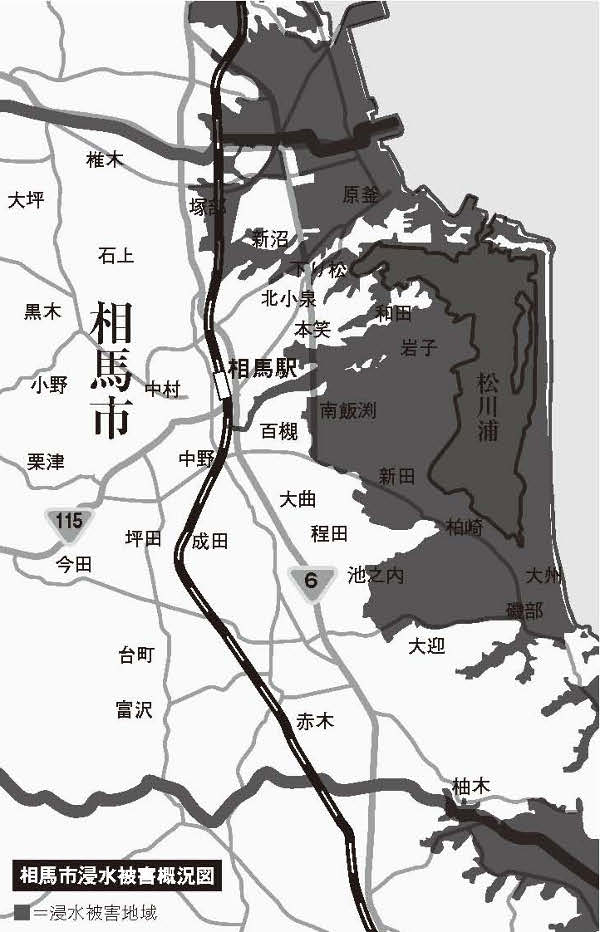 椎木
大坪
塚部
原釜
新沼
石上
下り松
北小泉
黒木
和田
本笑
相馬市
岩子
相馬駅
小野
中村
松川浦
南飯渕
百槻
栗津
中野
新田
大曲
115
柏崎
程田
坪田
成田
今田
6
池之内
大州
磯部
台町
大迎
富沢
赤木
柚木
相馬市浸水被害概況図
■=浸水被害地域